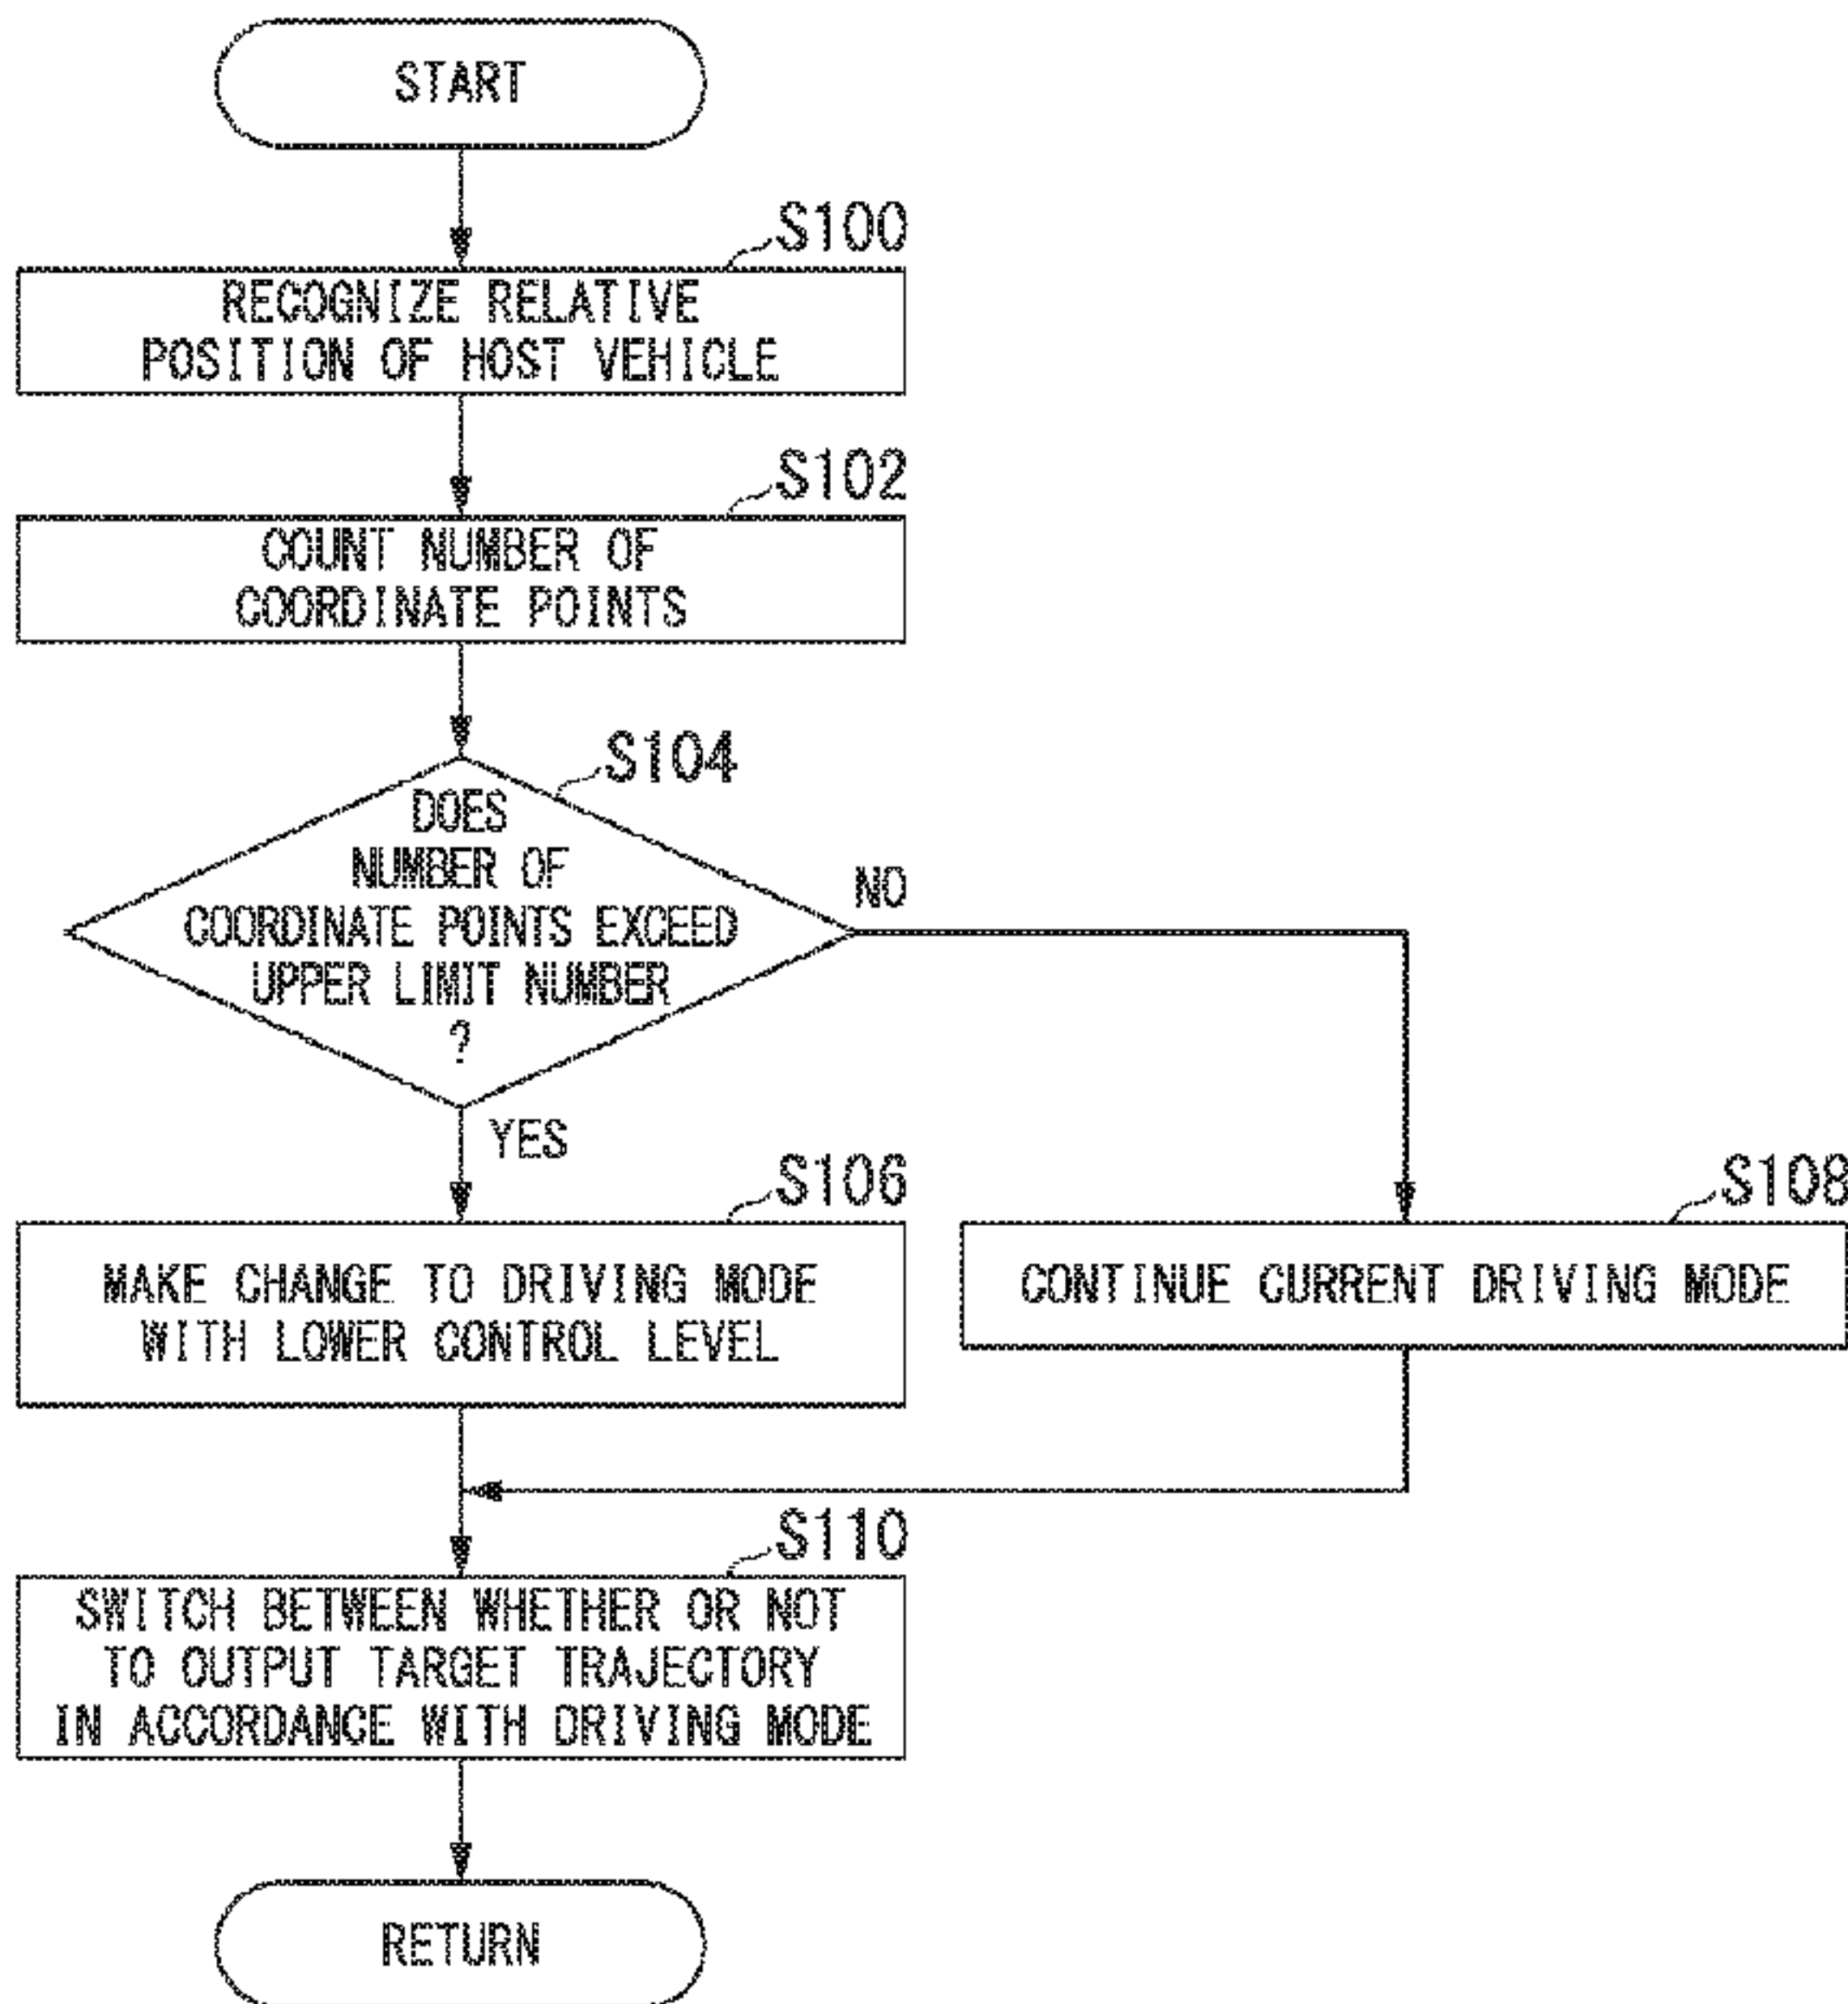 START
S100
RECOGNIZE RELATIVE
POSITION OF HOST VEHICLE
S102
COUNT NUMBER OF
COORDINATE POINTS
S104
DOES
NUMBER OF
COORDINATE POINTS EXCEED
UPPER LIMIT NUMBER
?
NO
YES
S106
MAKE CHANGE TO DRIVING MODE
WITH LOWER CONTROL LEVEL
S108
CONTINUE CURRENT DRIVING MODE
S110
SWITCH BETWEEN WHETHER OR NOT
TO OUTPUT TARGET TRAJECTORY
IN ACCORDANCE WITH DRIVING MODE
RETURN